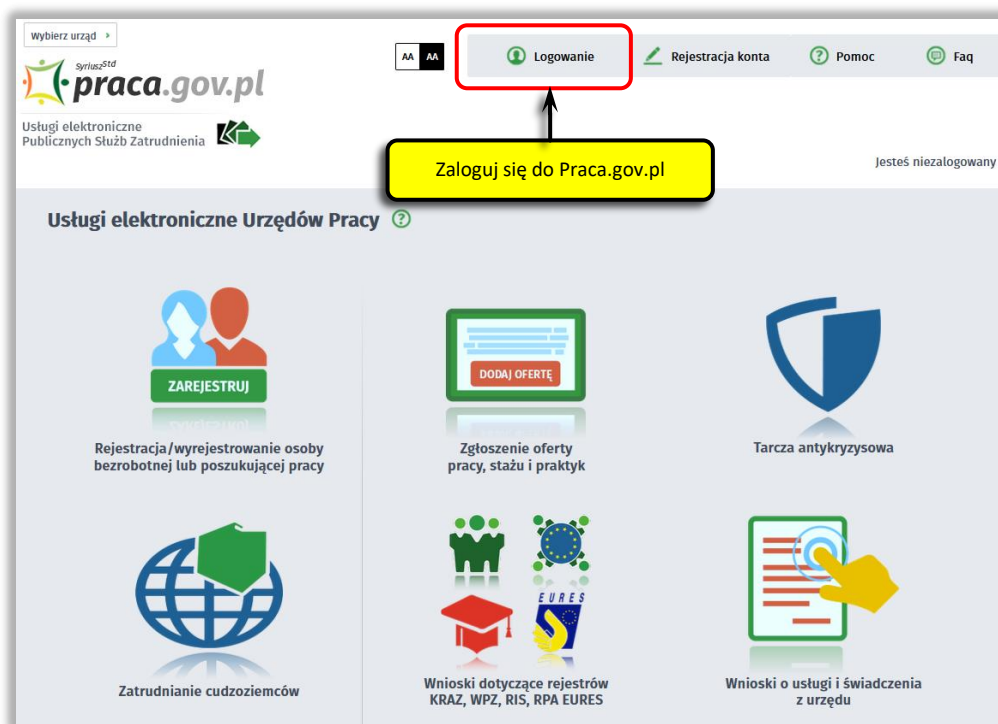 Wybierz urząd
AA AA
Logowanie
Rejestracja konta
Pomoc
Faq
SyriuszStd
praca.gov.pl
Usługi elektroniczne
Publicznych Służb Zatrudnienia
Zaloguj się do Praca.gov.pl
Jesteś niezalogowany
Usługi elektroniczne Urzędów Pracy
ZAREJESTRUJ
Rejestracja/wyrejestrowanie osoby
bezrobotnej lub poszukującej pracy
DODAJ OFERTĘ
Zgłoszenie oferty
pracy, stażu i praktyk
Tarcza antykryzysowa
Zatrudnianie cudzoziemców
EURES
Wnioski dotyczące rejestrów
KRAZ, WPZ, RIS, RPA EURES
Wnioski o usługi i świadczenia
z urzędu